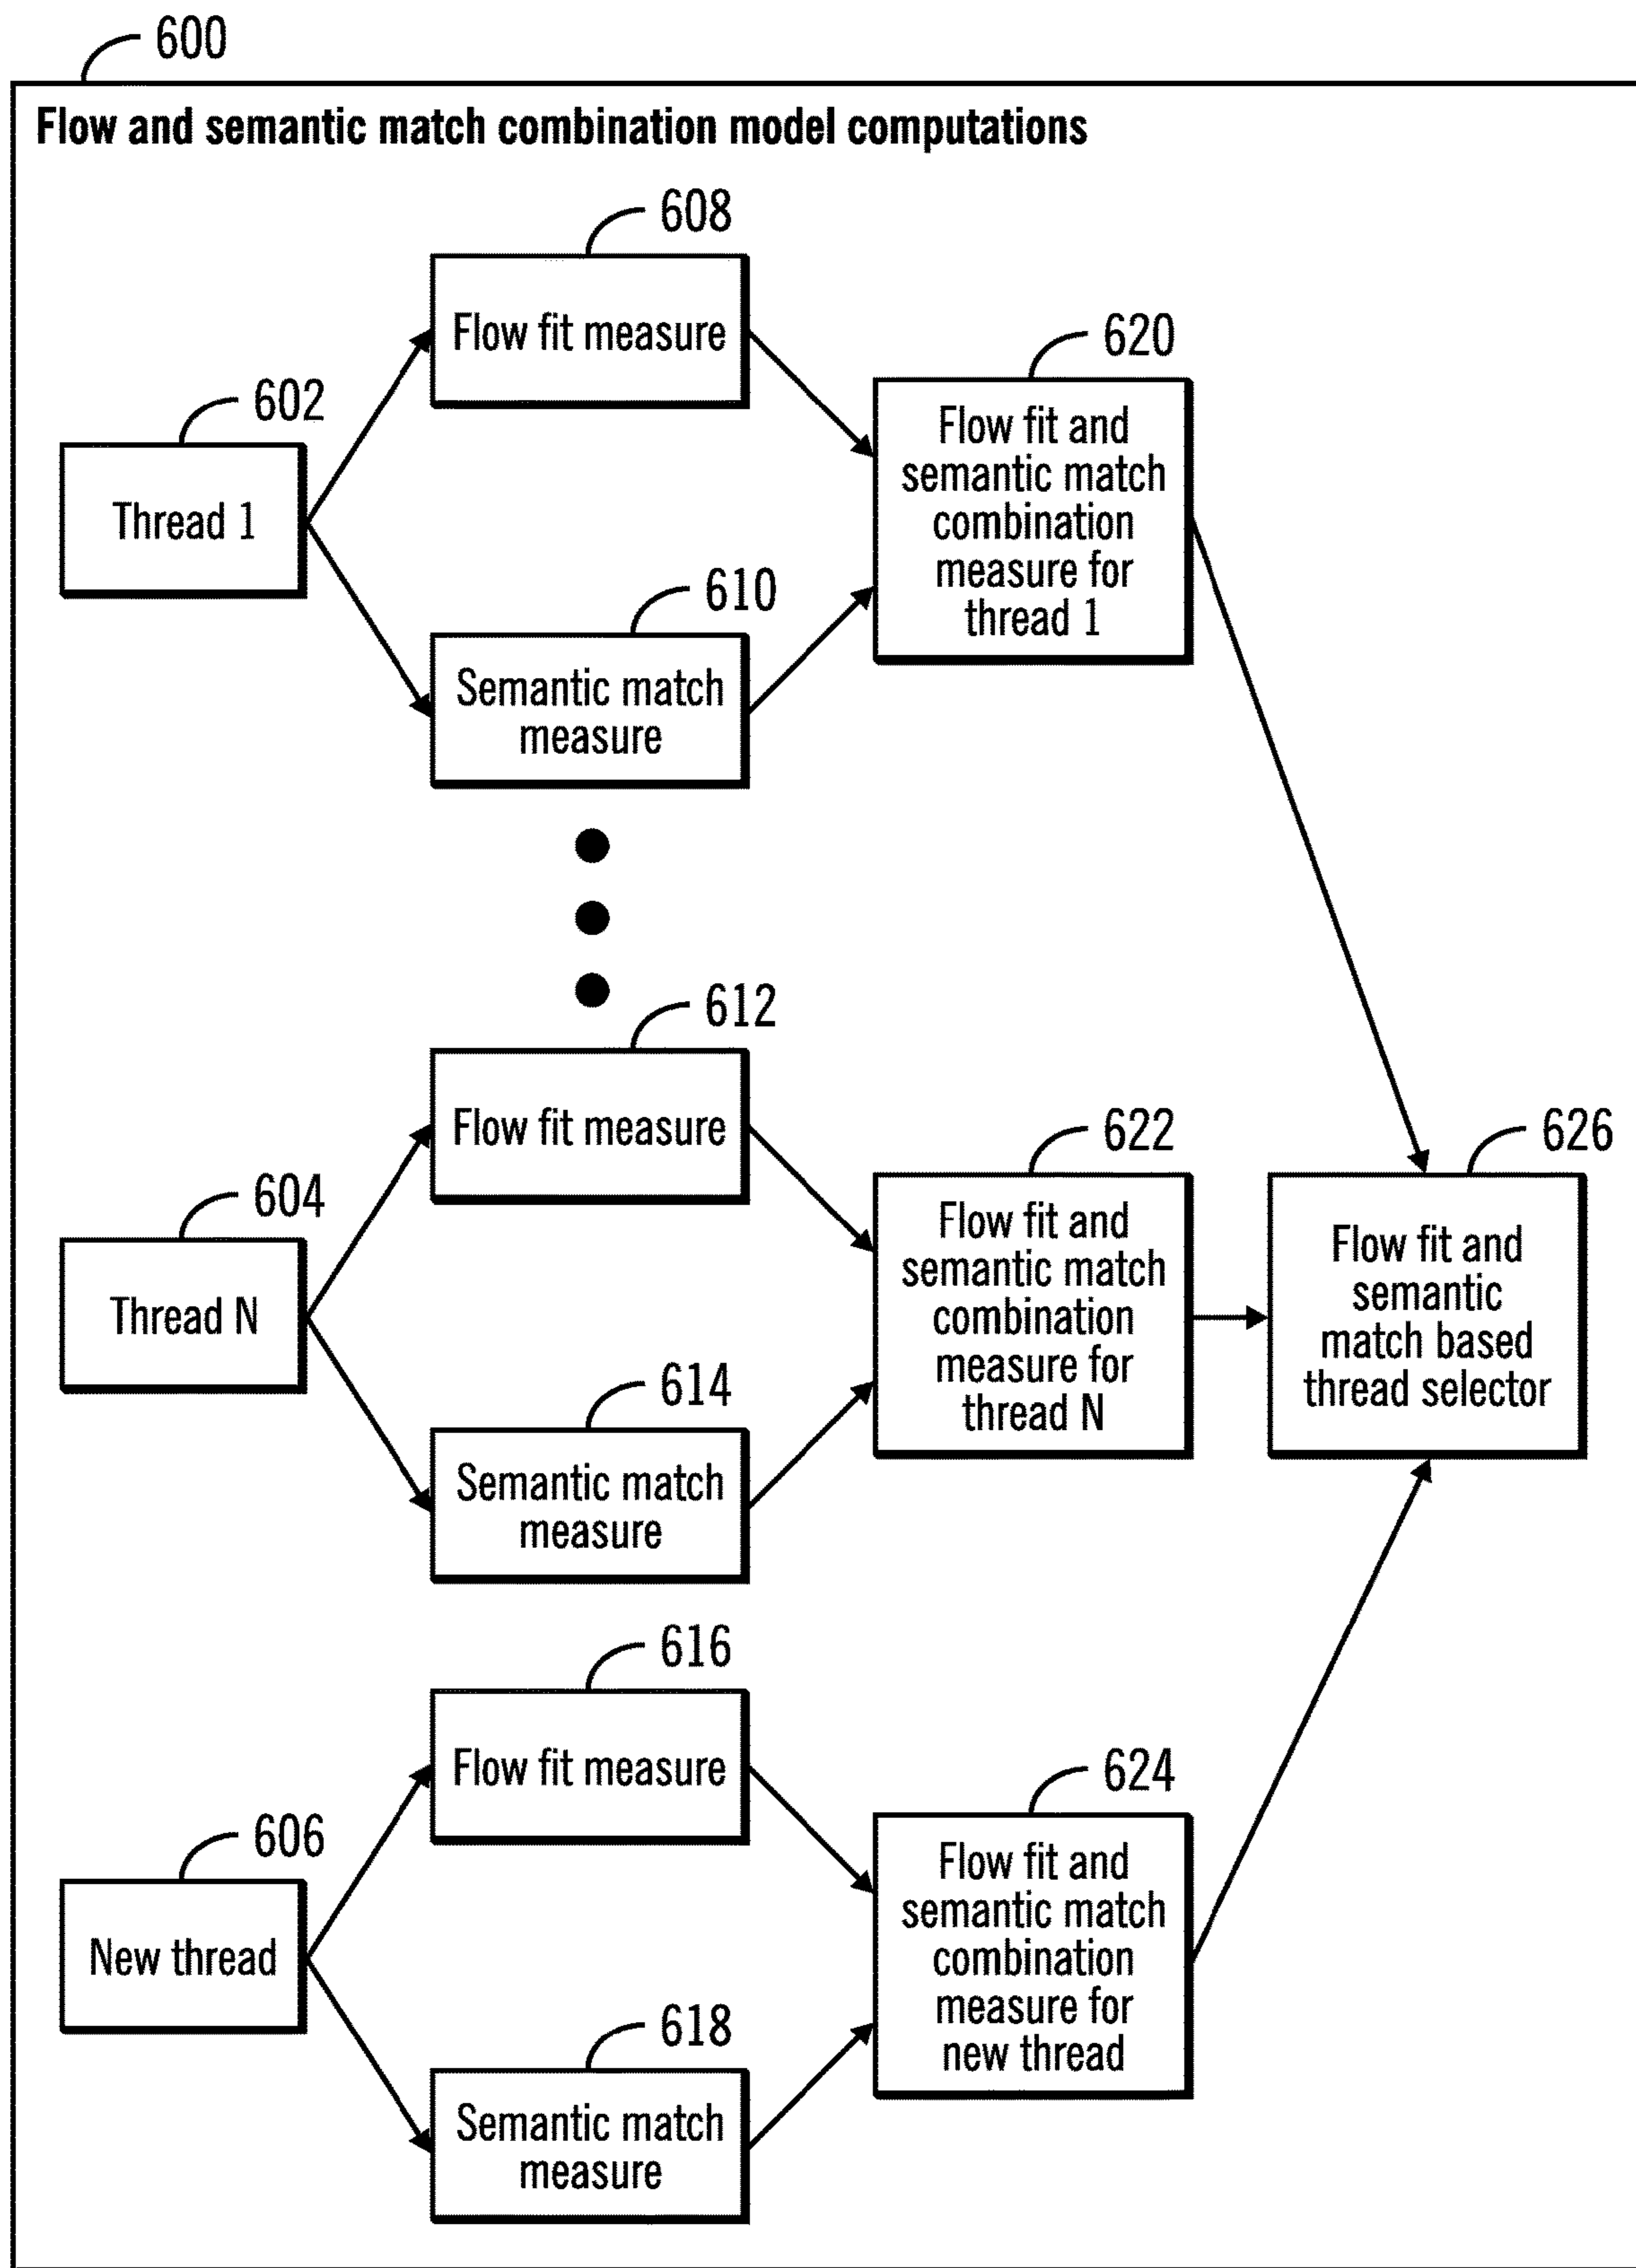 600
Flow and semantic match combination model computations
608
Flow fit measure
620
Flow fit and
semantic match
combination
measure for
thread 1
602
Thread 1
610
Semantic match
measure
612
Flow fit measure
622
Flow fit and
semantic match
combination
measure for
thread N
626
Flow fit and
semantic
match based
thread selector
604
Thread N
614
Semantic match
measure
616
Flow fit measure
624
Flow fit and
semantic match
combination
measure for
new thread
606
New thread
618
Semantic match
measure